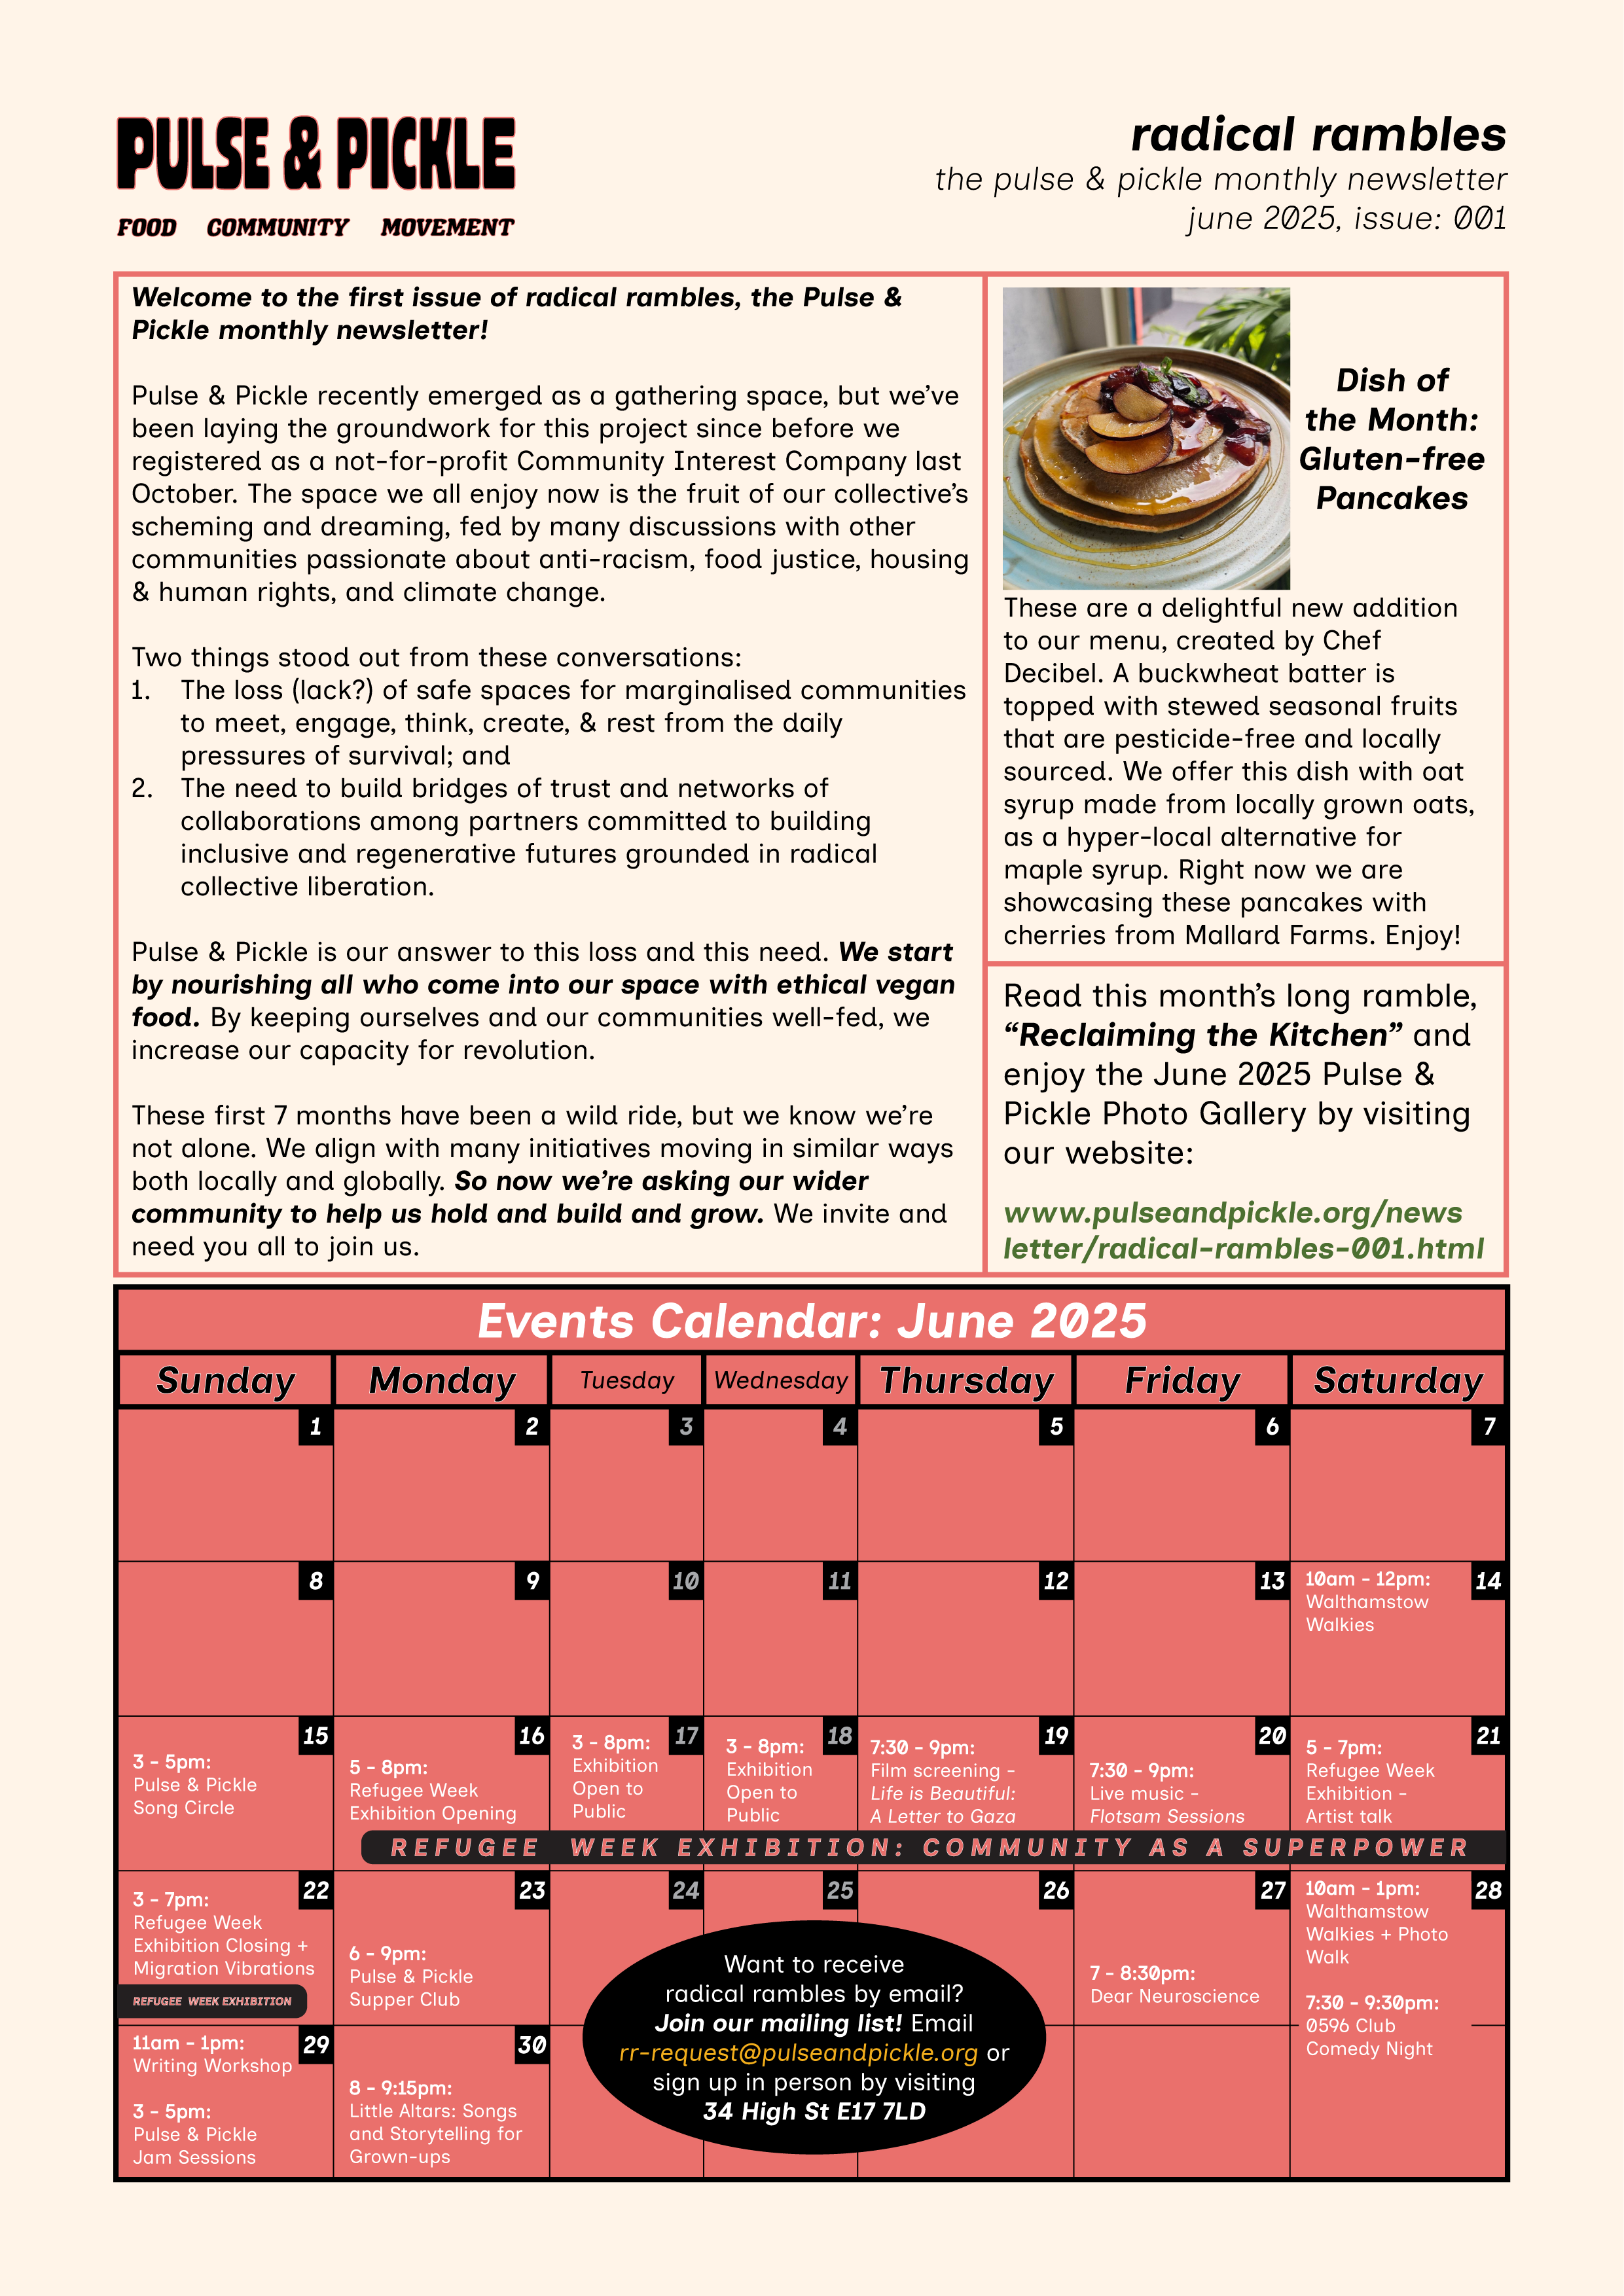 PULSE & PICKLE
FOOD COMMUNITY MOVEMENT
radical rambles
the pulse & pickle monthly newsletter
june 2025, issue: 001
Welcome to the first issue of radical rambles, the Pulse &
Pickle monthly newsletter!
Pulse & Pickle recently emerged as a gathering space, but we’ve
been laying the groundwork for this project since before we
registered as a not-for-profit Community Interest Company last
October. The space we all enjoy now is the fruit of our collective’s
scheming and dreaming, fed by many discussions with other
communities passionate about anti-racism, food justice, housing
& human rights, and climate change.
Two things stood out from these conversations:
1. The loss (lack?) of safe spaces for marginalised communities
to meet, engage, think, create, & rest from the daily
pressures of survival; and
2. The need to build bridges of trust and networks of
collaborations among partners committed to building
inclusive and regenerative futures grounded in radical
collective liberation.
Pulse & Pickle is our answer to this loss and this need. We start
by nourishing all who come into our space with ethical vegan
food. By keeping ourselves and our communities well-fed, we
increase our capacity for revolution.
These first 7 months have been a wild ride, but we know we’re
not alone. We align with many initiatives moving in similar ways
both locally and globally. So now we’re asking our wider
community to help us hold and build and grow. We invite and
need you all to join us.
Dish of
the Month:
Gluten-free
Pancakes
These are a delightful new addition
to our menu, created by Chef
Decibel. A buckwheat batter is
topped with stewed seasonal fruits
that are pesticide-free and locally
sourced. We offer this dish with oat
syrup made from locally grown oats,
as a hyper-local alternative for
maple syrup. Right now we are
showcasing these pancakes with
cherries from Mallard Farms. Enjoy!
Read this month’s long ramble,
“Reclaiming the Kitchen” and
enjoy the June 2025 Pulse &
Pickle Photo Gallery by visiting
our website:
www.pulseandpickle.org/news
letter/radical-rambles-001.html
Events Calendar: June 2025
Sunday Monday Tuesday Wednesday Thursday Friday Saturday
1 2 3 4 5 6 7
8 9 10 11 12 13 14
10am - 12pm:
Walthamstow
Walkies
15
3 - 5pm:
Pulse & Pickle
Song Circle
16
5 - 8pm:
Refugee Week
Exhibition Opening
17
3 - 8pm:
Exhibition
Open to
Public
18
3 - 8pm:
Exhibition
Open to
Public
19
7:30 - 9pm:
Film screening -
Life is Beautiful:
A Letter to Gaza
20
7:30 - 9pm:
Live music -
Flotsam Sessions
21
5 - 7pm:
Refugee Week
Exhibition -
Artist talk
REFUGEE WEEK EXHIBITION: COMMUNITY AS A SUPERPOWER
22
3 - 7pm:
Refugee Week
Exhibition Closing +
Migration Vibrations
REFUGEE WEEK EXHIBITION
23
6 - 9pm:
Pulse & Pickle
Supper Club
24 25 26
27
7 - 8:30pm:
Dear Neuroscience
28
10am - 1pm:
Walthamstow
Walkies + Photo
Walk
7:30 - 9:30pm:
0596 Club
Comedy Night
29
11am - 1pm:
Writing Workshop
3 - 5pm:
Pulse & Pickle
Jam Sessions
30
8 - 9:15pm:
Little Altars: Songs
and Storytelling for
Grown-ups
Want to receive
radical rambles by email?
Join our mailing list! Email
rr-request@pulseandpickle.org or
sign up in person by visiting
34 High St E17 7LD